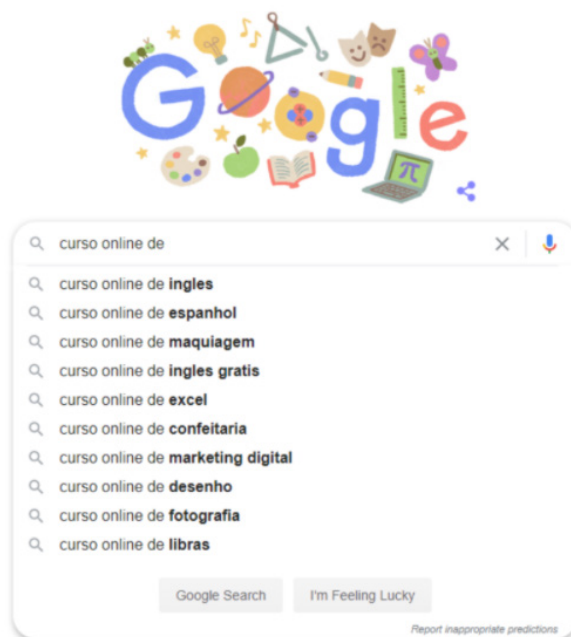 Google
π
curso online de
curso online de ingles
curso online de espanhol
curso online de maquiagem
curso online de ingles gratis
curso online de excel
curso online de confeitaria
curso online de marketing digital
curso online de desenho
curso online de fotografia
curso online de libras
Google Search I'm Feeling Lucky
Report inappropriate predictions